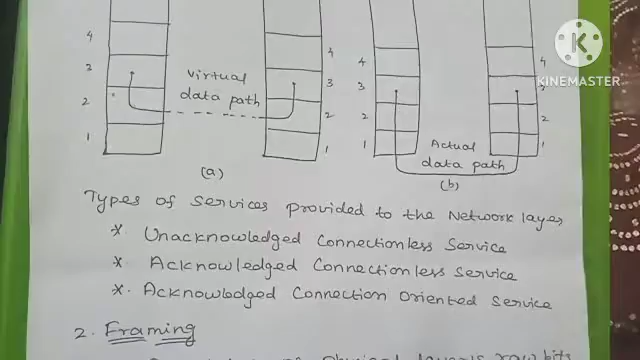 4
3
2
1
Virtual
data path
4
3
2
1
(a)
4
3
2
1
Actual
data path
4
3
2
1
(b)
KINEMASTER
Types of Services provided to the Network layer
* Unacknowledged Connectionless Service
* Acknowledged Connectionless Service
* Acknowledged Connection Oriented Service
2. Framing